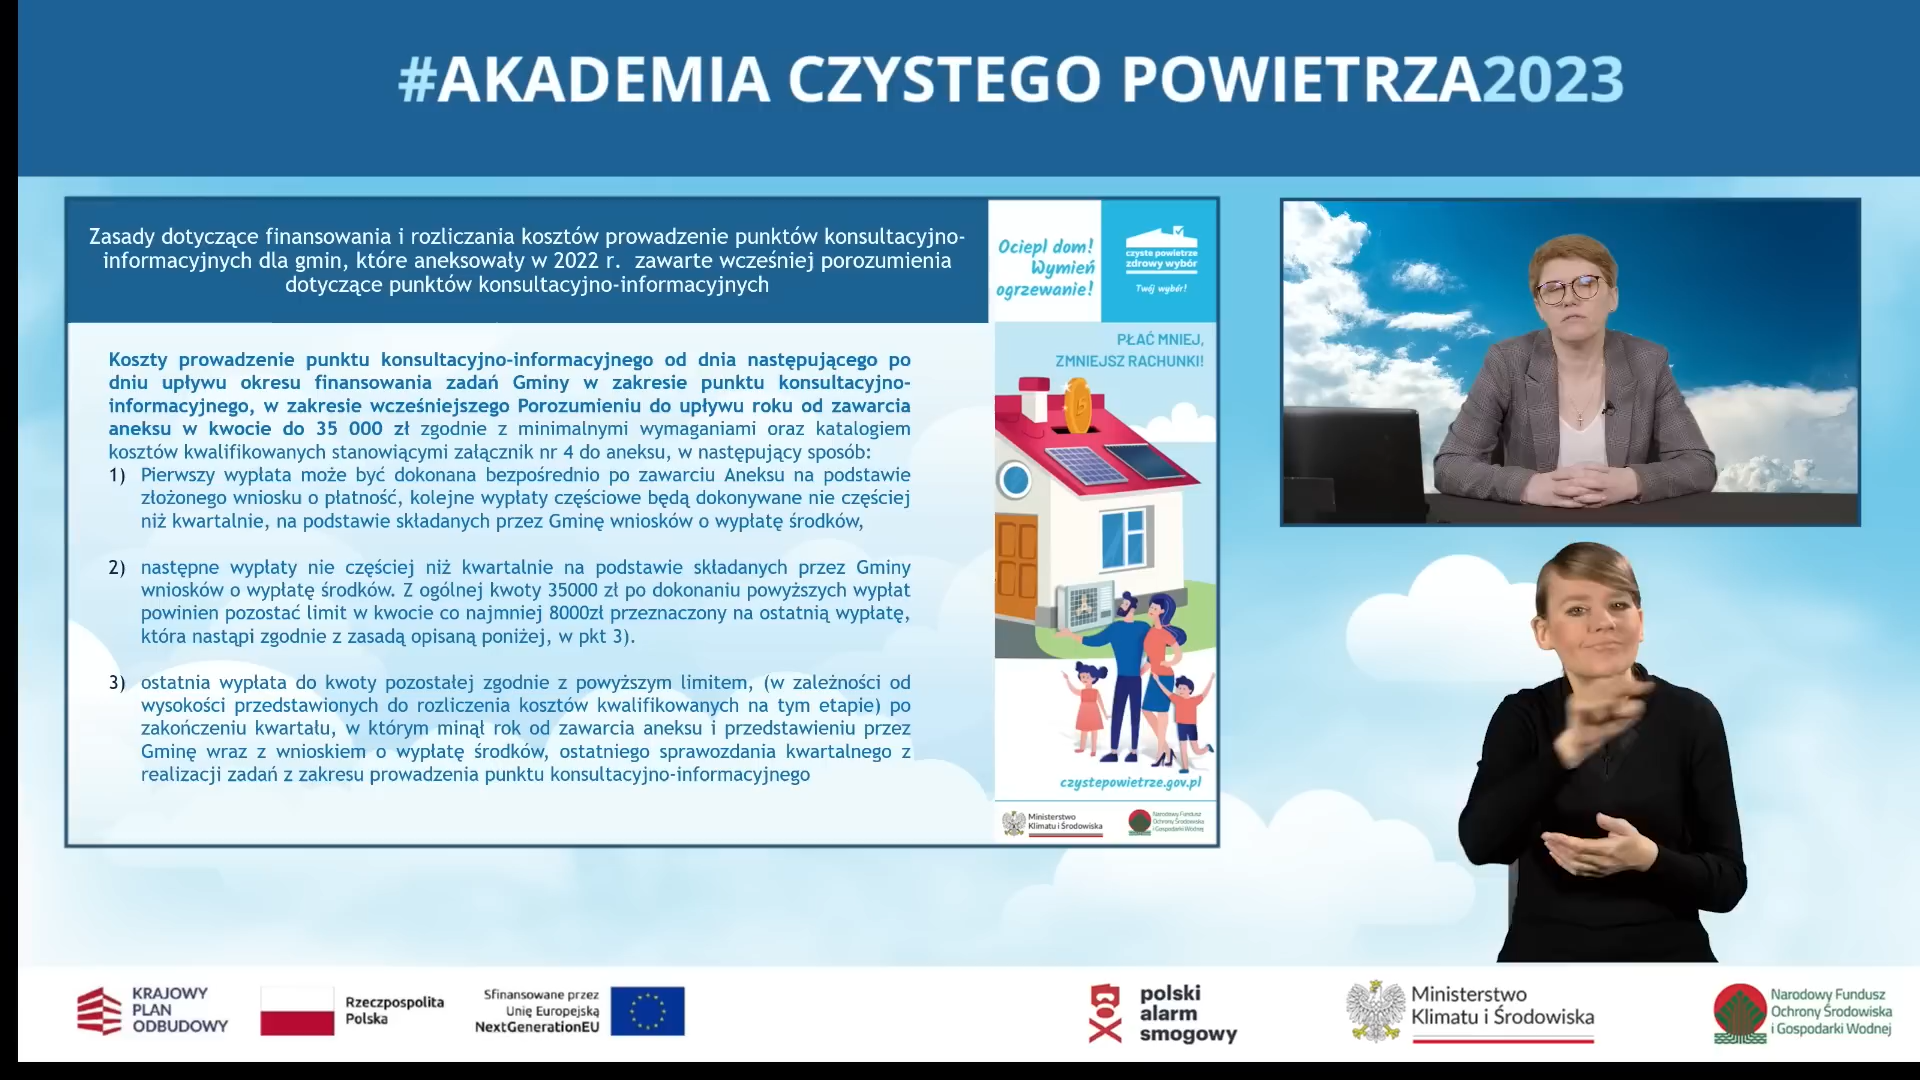 #AKADEMIA CZYSTEGO POWIETRZA2023
Zasady dotyczące finansowania i rozliczania kosztów prowadzenie punktów konsultacyjno-
informacyjnych dla gmin, które aneksowały w 2022 r. zawarte wcześniej porozumienia
dotyczące punktów konsultacyjno-informacyjnych
Koszty prowadzenie punktu konsultacyjno-informacyjnego od dnia następującego po
dniu upływu okresu finansowania zadań Gminy w zakresie punktu konsultacyjno-
informacyjnego, w zakresie wcześniejszego Porozumieniu do upływu roku od zawarcia
aneksu w kwocie do 35 000 zł zgodnie z minimalnymi wymaganiami oraz katalogiem
kosztów kwalifikowanych stanowiącymi załącznik nr 4 do aneksu, w następujący sposób:
1) Pierwszy wypłata może być dokonana bezpośrednio po zawarciu Aneksu na podstawie
złożonego wniosku o płatność, kolejne wypłaty częściowe będą dokonywane nie częściej
niż kwartalnie, na podstawie składanych przez Gminę wniosków o wypłatę środków,
2) następne wypłaty nie częściej niż kwartalnie na podstawie składanych przez Gminy
wniosków o wypłatę środków. Z ogólnej kwoty 35000 zł po dokonaniu powyższych wypłat
powinien pozostać limit w kwocie co najmniej 8000zł przeznaczony na ostatnią wypłatę,
która nastąpi zgodnie z zasadą opisaną poniżej, w pkt 3).
3) ostatnia wypłata do kwoty pozostałej zgodnie z powyższym limitem, (w zależności od
wysokości przedstawionych do rozliczenia kosztów kwalifikowanych na tym etapie) po
zakończeniu kwartału, w którym minął rok od zawarcia aneksu i przedstawieniu przez
Gminę wraz z wnioskiem o wypłatę środków, ostatniego sprawozdania kwartalnego z
realizacji zadań z zakresu prowadzenia punktu konsultacyjno-informacyjnego
Ociepl dom!
Wymień
ogrzewanie!
czyste powietrze
zdrowy wybór
Twój wybór!
PŁAĆ MNIEJ,
ZMNIEJSZ RACHUNKI!
czystepowietrze.gov.pl
Ministerstwo
Klimatu i Środowiska
Narodowy Fundusz
Ochrony Środowiska
i Gospodarki Wodnej
KRAJOWY
PLAN
ODBUDOWY
Rzeczpospolita
Polska
Sfinansowane przez
Unię Europejską
NextGenerationEU
polski
alarm
smogowy
Ministerstwo
Klimatu i Środowiska
Narodowy Fundusz
Ochrony Środowiska
i Gospodarki Wodnej